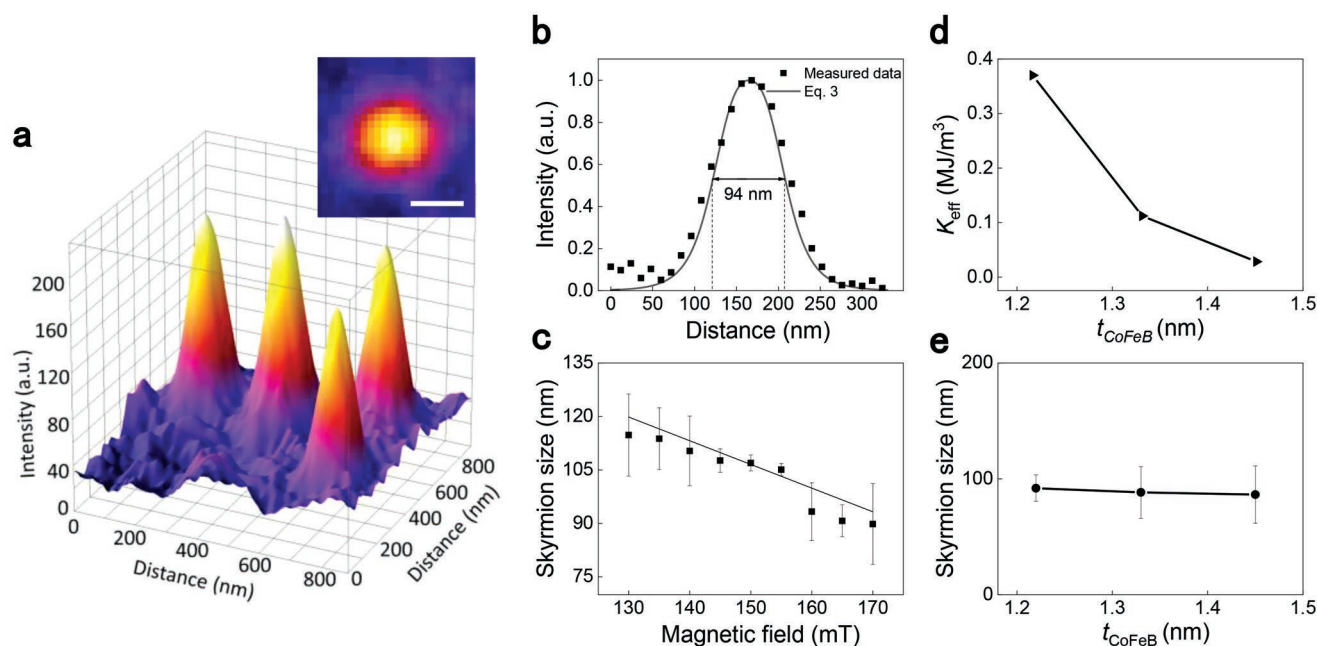 a
Intensity (a.u.)
200
160
120
80
40
0
0
200
400
600
800
Distance (nm)
0
200
400
600
800
Distance (nm)
b
Intensity (a.u.)
1.0
0.8
0.6
0.4
0.2
0.0
Measured data
Eq. 3
94 nm
0 50 100 150 200 250 300
Distance (nm)
c
Skyrmion size (nm)
135
120
105
90
75
130 140 150 160 170
Magnetic field (mT)
d
K_eff (MJ/m³)
0.4
0.3
0.2
0.1
0.0
1.2 1.3 1.4 1.5
t_CoFeB (nm)
e
Skyrmion size (nm)
200
100
0
1.2 1.3 1.4 1.5
t_CoFeB (nm)